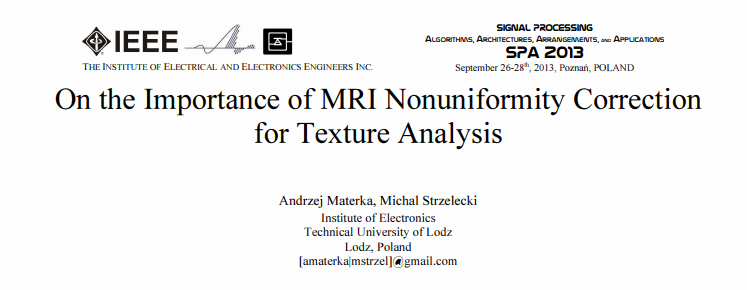 IEEE
THE INSTITUTE OF ELECTRICAL AND ELECTRONICS ENGINEERS INC.
SIGNAL PROCESSING
ALGORITHMS, ARCHITECTURES, ARRANGEMENTS, AND APPLICATIONS
SPA 2013
September 26-28th, 2013, Poznań, POLAND
On the Importance of MRI Nonuniformity Correction
for Texture Analysis
Andrzej Materka, Michal Strzelecki
Institute of Electronics
Technical University of Lodz
Lodz, Poland
[amaterka|mstrzel]@gmail.com